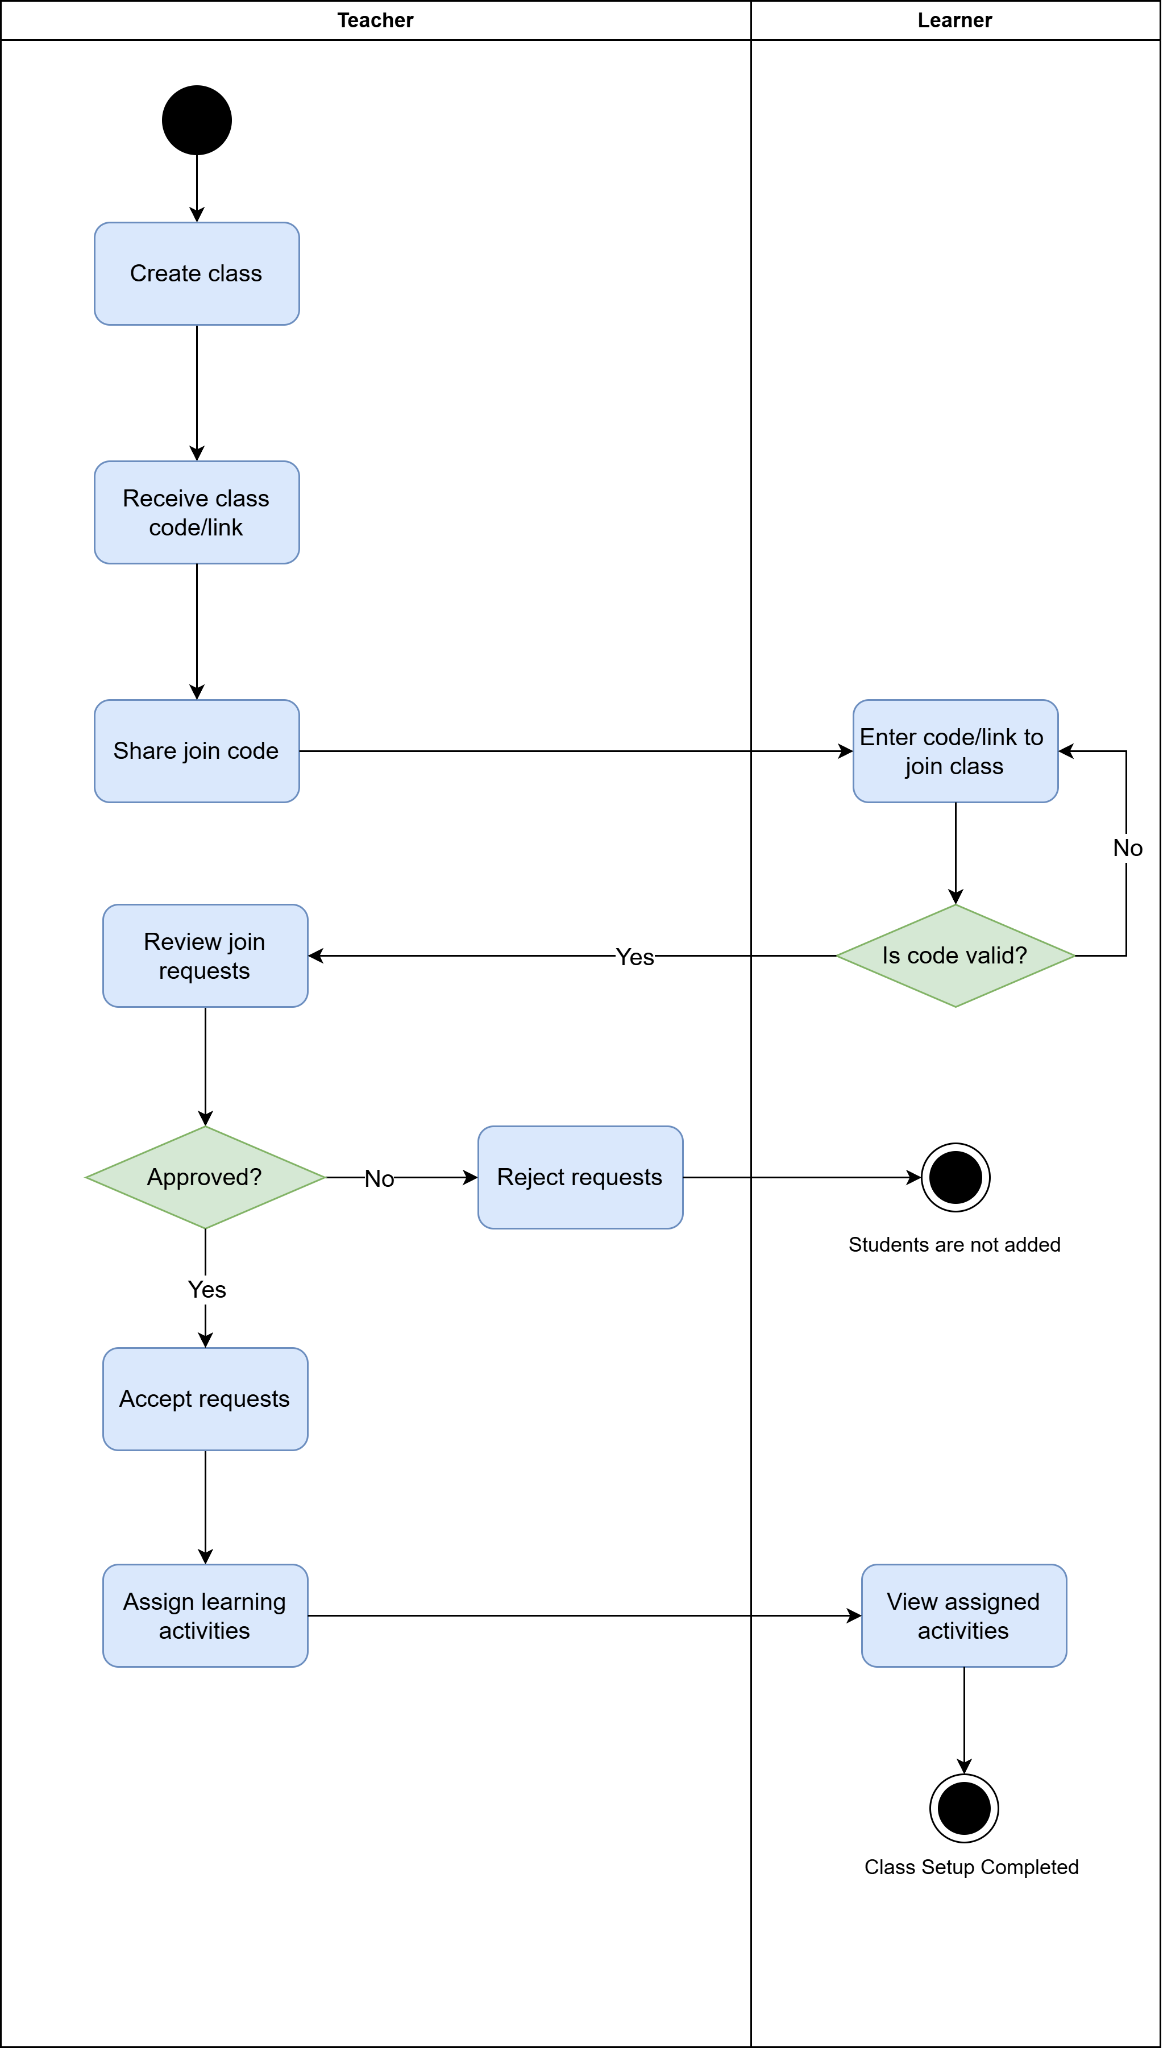 Teacher
Learner
Create class
Receive class
code/link
Share join code
Enter code/link to
join class
No
Review join
requests
Yes
Is code valid?
Approved?
No
Reject requests
Students are not added
Yes
Accept requests
Assign learning
activities
View assigned
activities
Class Setup Completed